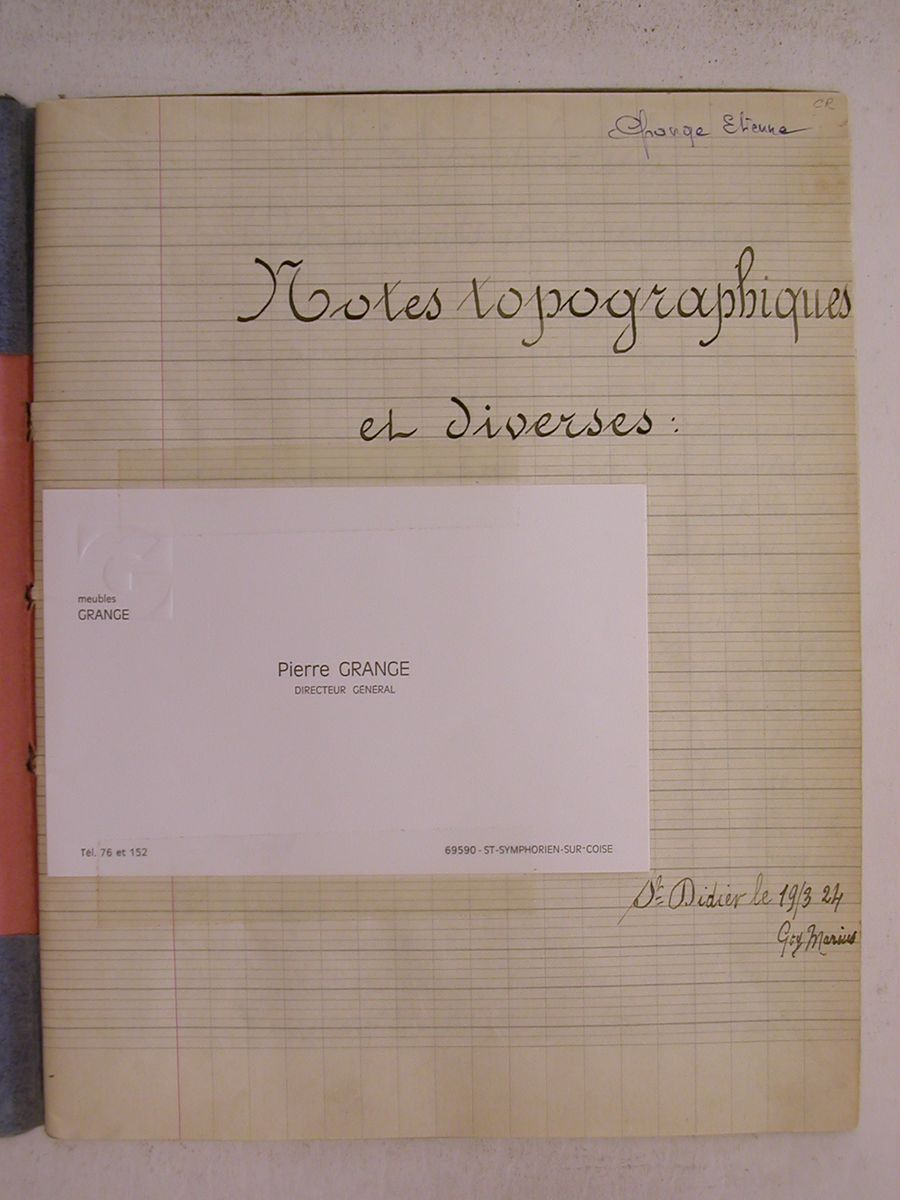 CR
Grange Etienne
Notes topographiques
et diverses :
G
meubles
GRANGE
Pierre GRANGE
DIRECTEUR GENERAL
Tél. 76 et 152
69590 - ST-SYMPHORIEN-SUR-COISE
St Didier le 19/3 24
Goy Marius